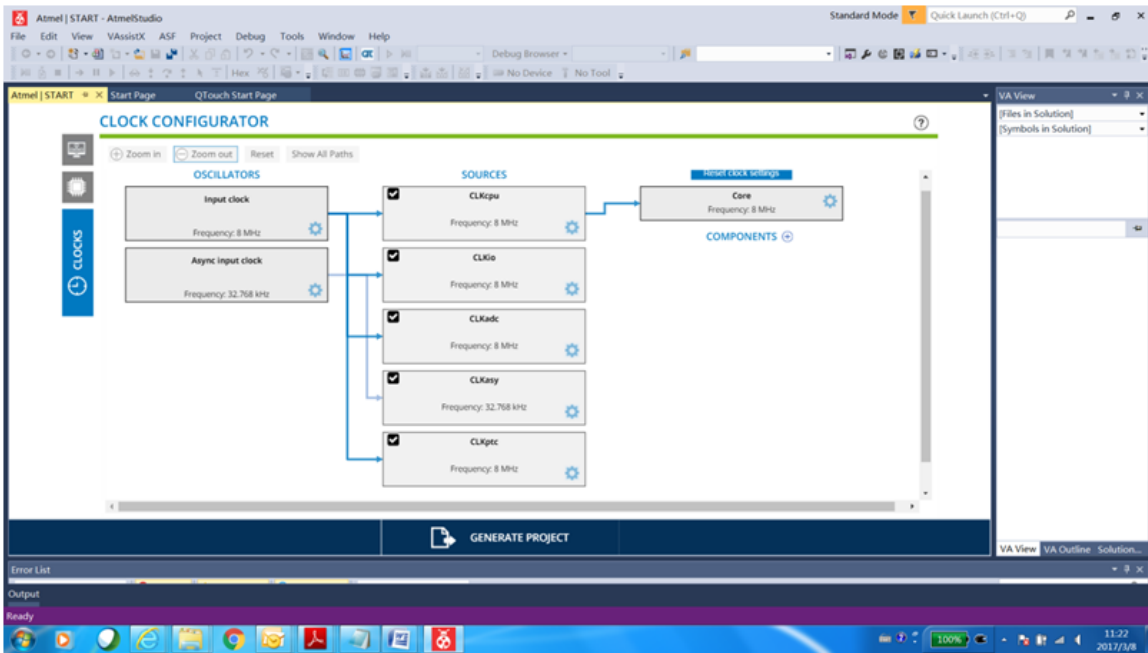 Atmel | START - AtmelStudio
Standard Mode
Quick Launch (Ctrl+Q)
File Edit View VAssistX ASF Project Debug Tools Window Help
Debug Browser
Hex
No Device
No Tool
Atmel | START
Start Page
QTouch Start Page
VA View
[Files in Solution]
[Symbols in Solution]
CLOCK CONFIGURATOR
?
Zoom in
Zoom out
Reset
Show All Paths
CLOCKS
OSCILLATORS
SOURCES
Reset clock settings
Input clock
Frequency: 8 MHz
CLKcpu
Frequency: 8 MHz
Core
Frequency: 8 MHz
COMPONENTS
Async input clock
Frequency: 32.768 kHz
CLKio
Frequency: 8 MHz
CLKadc
Frequency: 8 MHz
CLKasy
Frequency: 32.768 kHz
CLKptc
Frequency: 8 MHz
GENERATE PROJECT
VA View
VA Outline
Solution...
Error List
Output
Ready
100%
11:22
2017/3/8